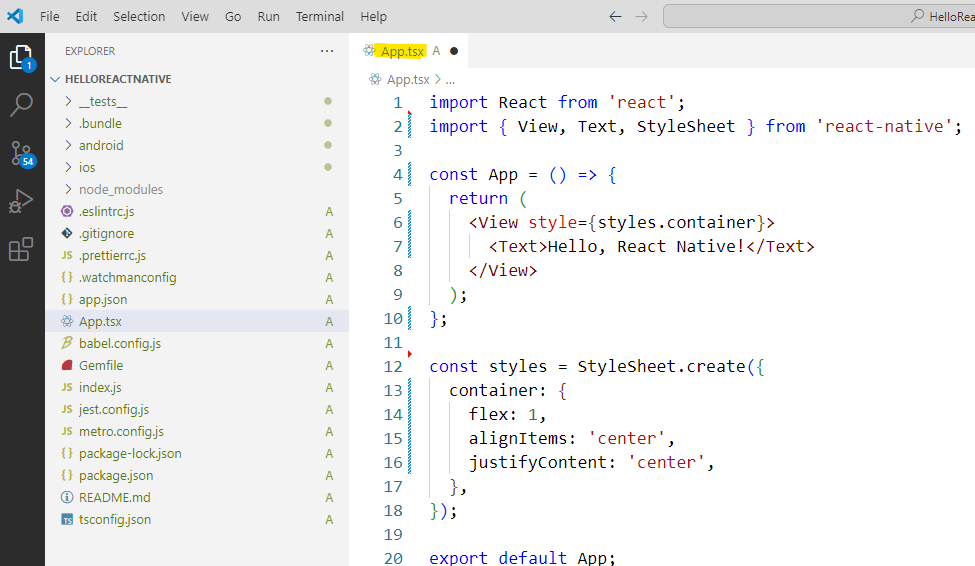 File Edit Selection View Go Run Terminal Help
HelloRea
EXPLORER
1
54
HELLOREACTNATIVE
__tests__
.bundle
android
ios
node_modules
.eslintrc.js A
.gitignore A
JS .prettierrc.js A
{} .watchmanconfig A
{} app.json A
App.tsx A
babel.config.js A
Gemfile A
JS index.js A
JS jest.config.js A
JS metro.config.js A
{} package-lock.json A
{} package.json A
README.md A
TS tsconfig.json A
App.tsx A
App.tsx > ...
1 import React from 'react';
2 import { View, Text, StyleSheet } from 'react-native';
3
4 const App = () => {
5 return (
6 <View style={styles.container}>
7 <Text>Hello, React Native!</Text>
8 </View>
9 );
10 };
11
12 const styles = StyleSheet.create({
13 container: {
14 flex: 1,
15 alignItems: 'center',
16 justifyContent: 'center',
17 },
18 });
19
20 export default App;